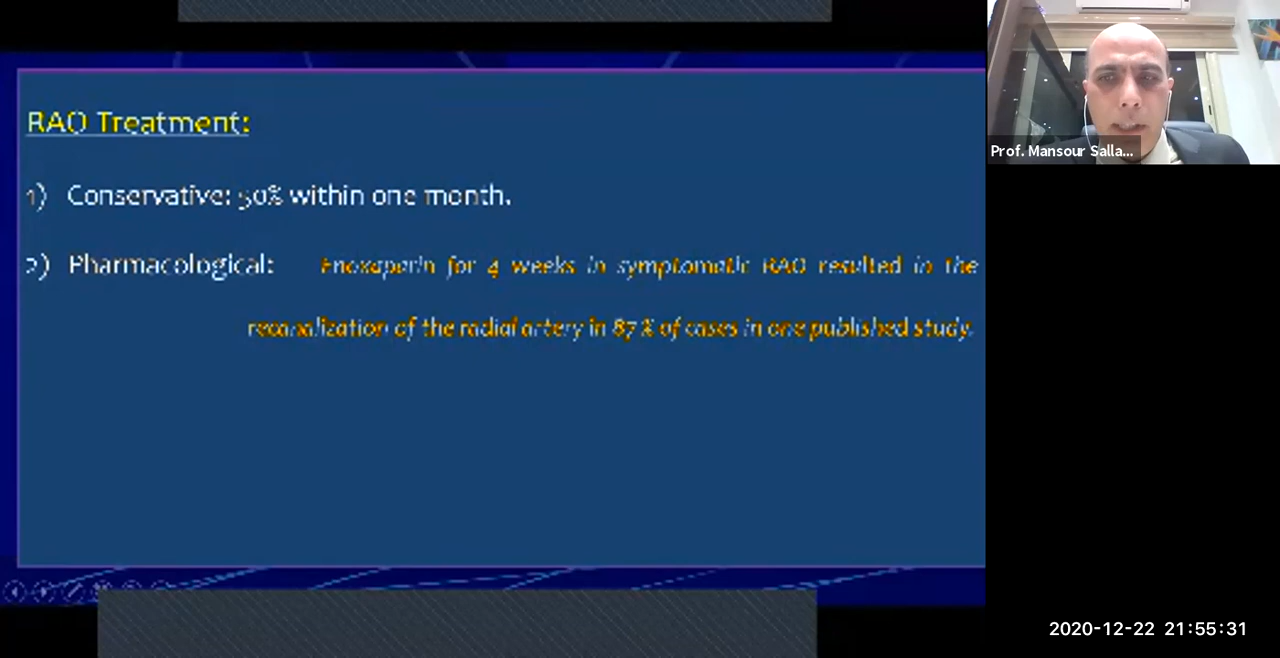 RAO Treatment:
1) Conservative: 50% within one month.
2) Pharmacological: Enoxaparin for 4 weeks in symptomatic RAO resulted in the
recanalization of the radial artery in 87 % of cases in one published study.
Prof. Mansour Salla...
2020-12-22 21:55:31